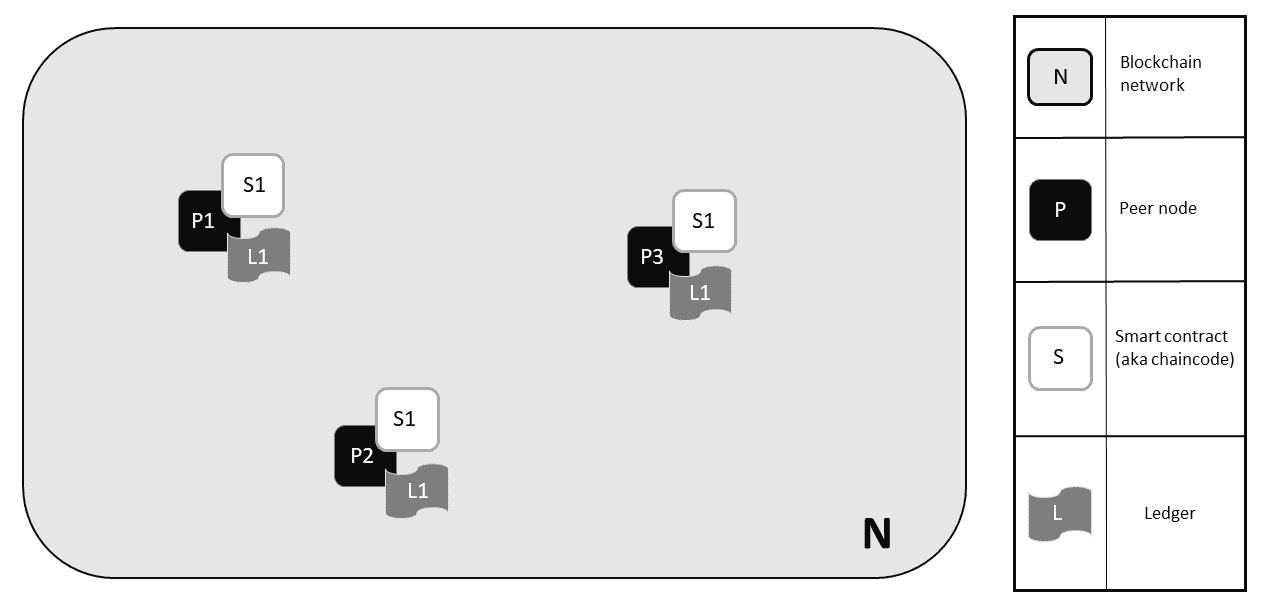 S1
P1
L1
S1
P3
L1
S1
P2
L1
N
N
Blockchain
network
P
Peer node
S
Smart contract
(aka chaincode)
L
Ledger